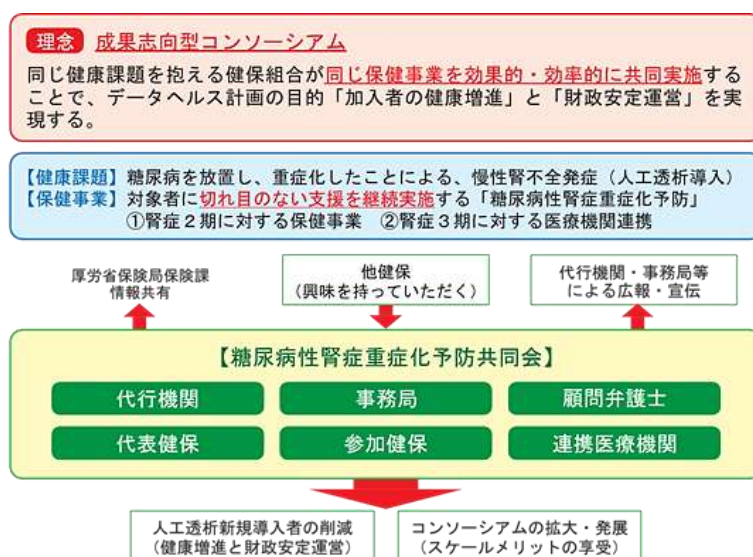 理念 成果志向型コンソーシアム
同じ健康課題を抱える健保組合が同じ保健事業を効果的・効率的に共同実施する
ことで、データヘルス計画の目的「加入者の健康増進」と「財政安定運営」を実
現する。
【健康課題】糖尿病を放置し、重症化したことによる、慢性腎不全発症（人工透析導入）
【保健事業】対象者に切れ目のない支援を継続実施する「糖尿病性腎症重症化予防」
①腎症２期に対する保健事業 ②腎症３期に対する医療機関連携
厚労省保険局保険課
情報共有
他健保
（興味を持っていただく）
代行機関・事務局等
による広報・宣伝
【糖尿病性腎症重症化予防共同会】
代行機関
事務局
顧問弁護士
代表健保
参加健保
連携医療機関
人工透析新規導入者の削減
（健康増進と財政安定運営）
コンソーシアムの拡大・発展
（スケールメリットの享受）